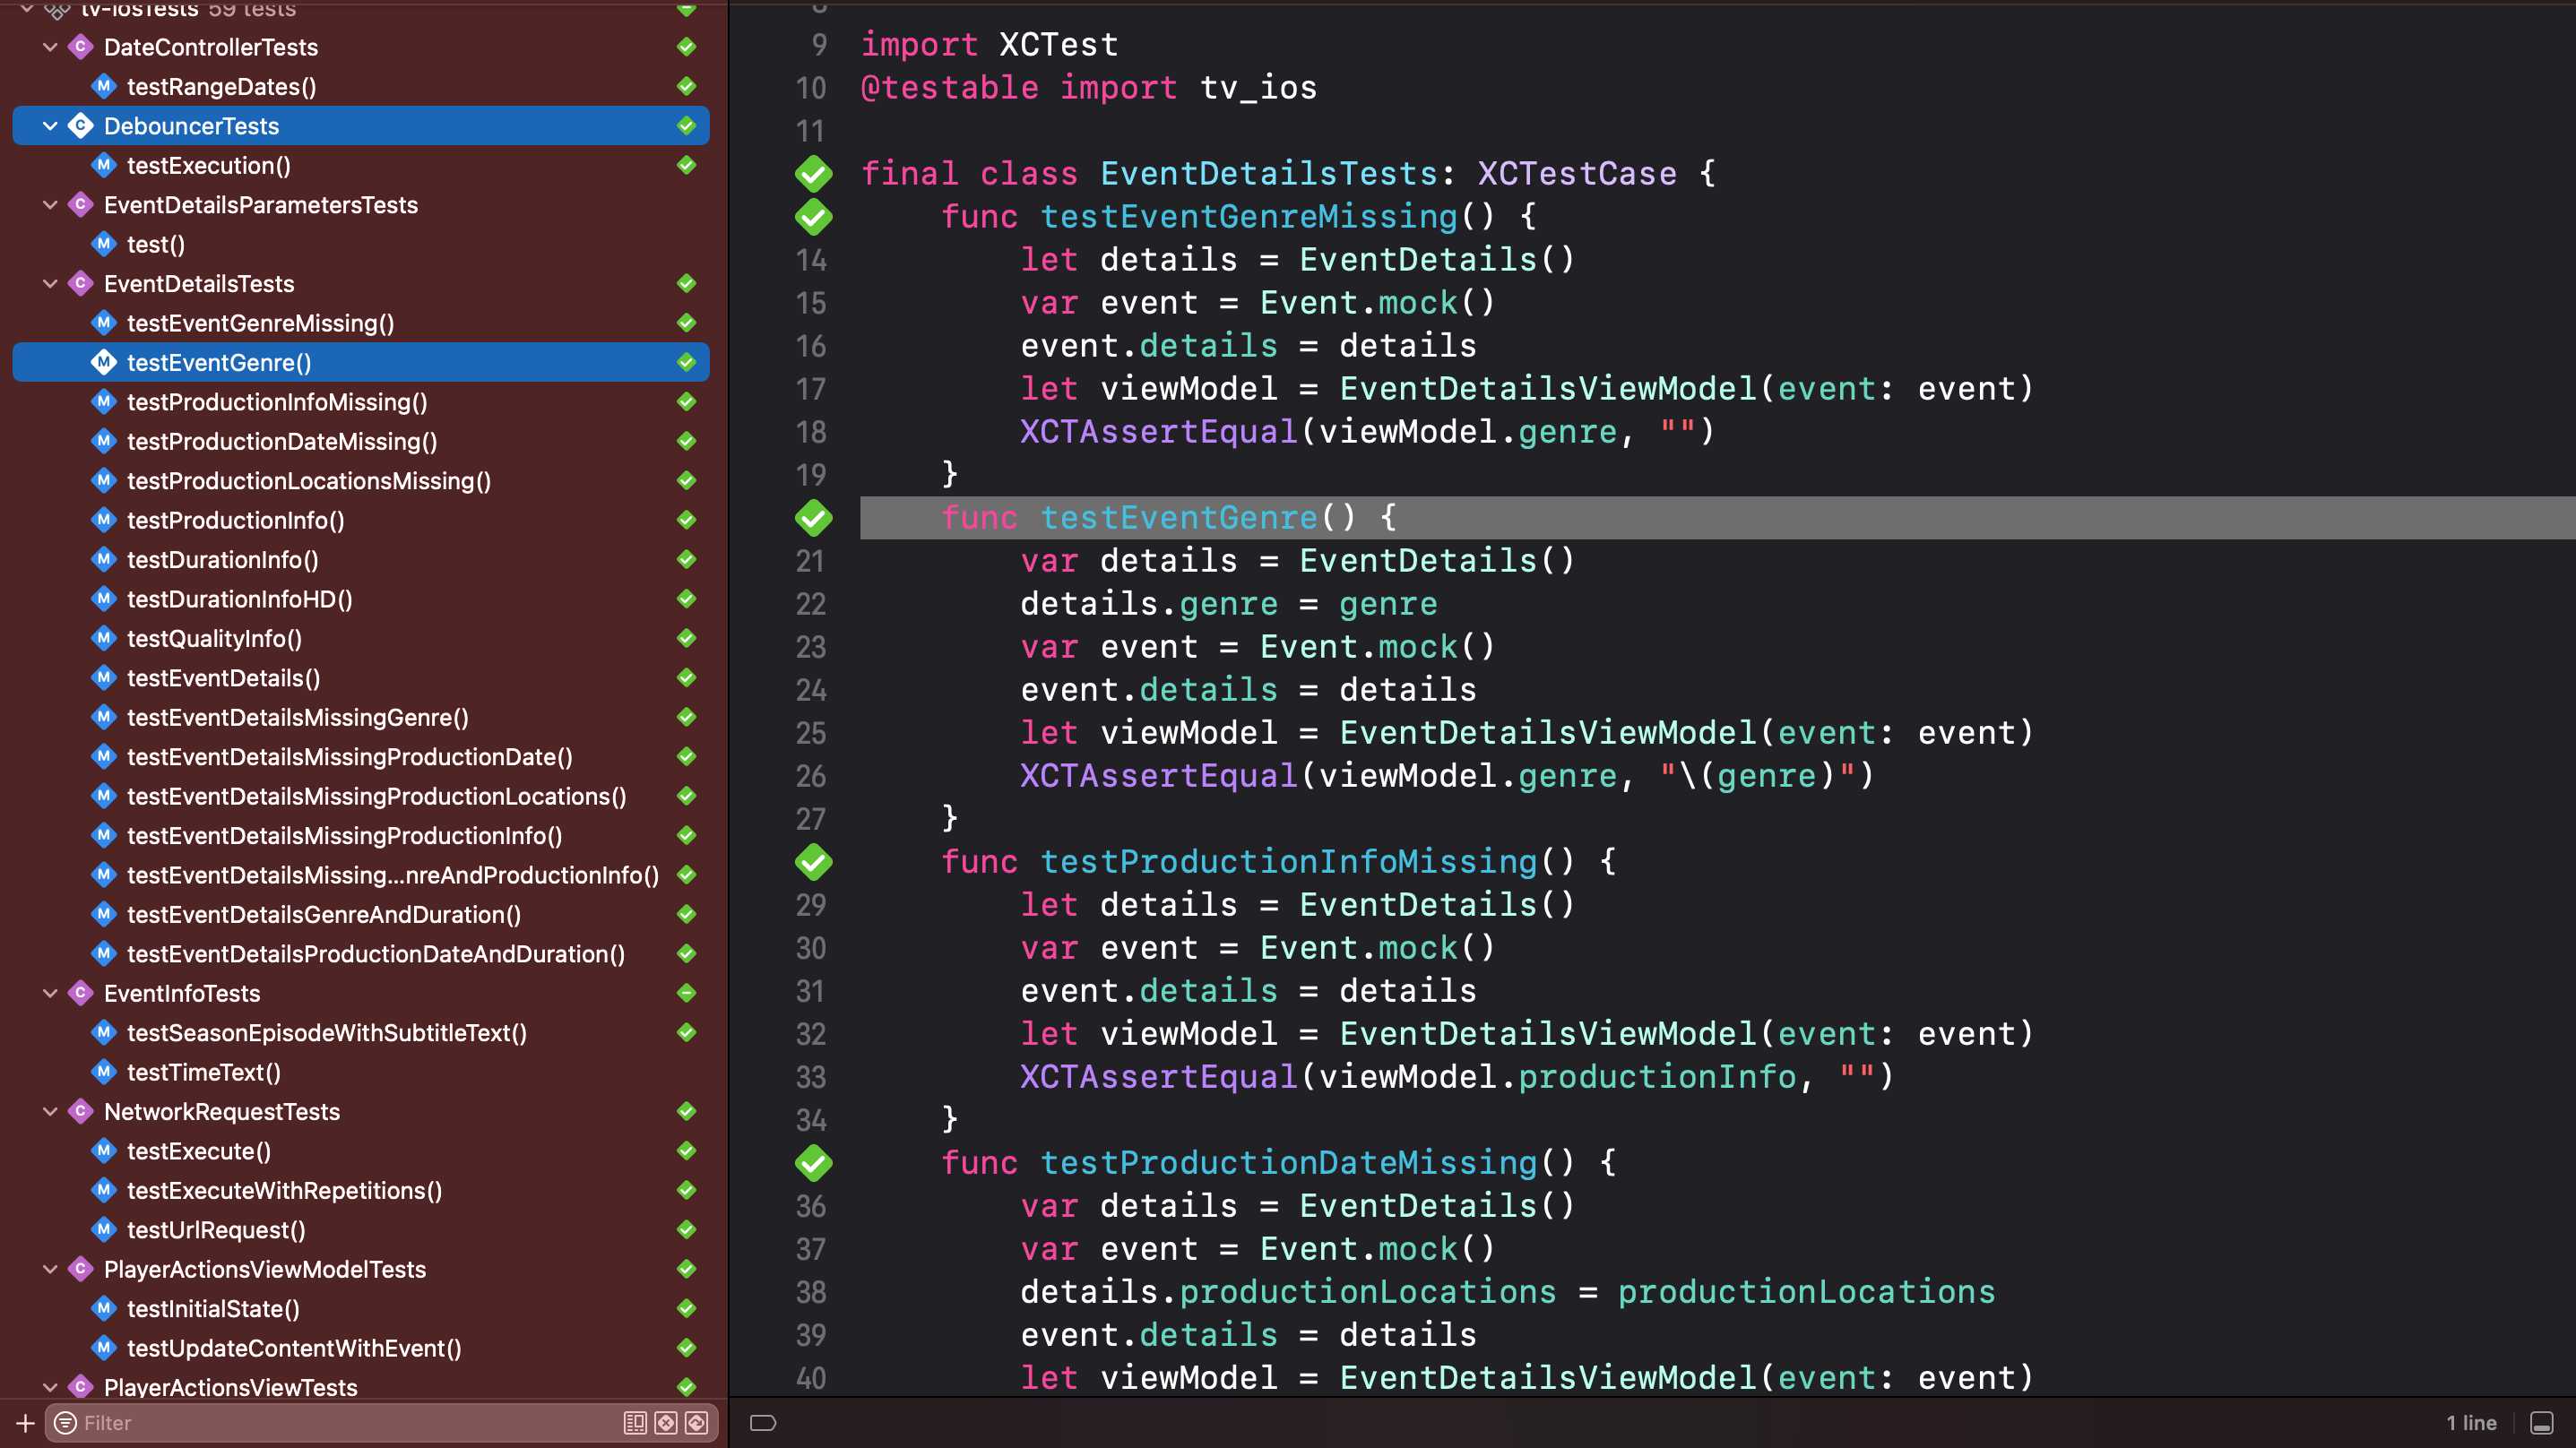 tv-iosTests 59 tests
DateControllerTests
testRangeDates()
DebouncerTests
testExecution()
EventDetailsParametersTests
test()
EventDetailsTests
testEventGenreMissing()
testEventGenre()
testProductionInfoMissing()
testProductionDateMissing()
testProductionLocationsMissing()
testProductionInfo()
testDurationInfo()
testDurationInfoHD()
testQualityInfo()
testEventDetails()
testEventDetailsMissingGenre()
testEventDetailsMissingProductionDate()
testEventDetailsMissingProductionLocations()
testEventDetailsMissingProductionInfo()
testEventDetailsMissing...nreAndProductionInfo()
testEventDetailsGenreAndDuration()
testEventDetailsProductionDateAndDuration()
EventInfoTests
testSeasonEpisodeWithSubtitleText()
testTimeText()
NetworkRequestTests
testExecute()
testExecuteWithRepetitions()
testUrlRequest()
PlayerActionsViewModelTests
testInitialState()
testUpdateContentWithEvent()
PlayerActionsViewTests
Filter
8
9 import XCTest
10 @testable import tv_ios
11
final class EventDetailsTests: XCTestCase {
func testEventGenreMissing() {
14 let details = EventDetails()
15 var event = Event.mock()
16 event.details = details
17 let viewModel = EventDetailsViewModel(event: event)
18 XCTAssertEqual(viewModel.genre, "")
19 }
func testEventGenre() {
21 var details = EventDetails()
22 details.genre = genre
23 var event = Event.mock()
24 event.details = details
25 let viewModel = EventDetailsViewModel(event: event)
26 XCTAssertEqual(viewModel.genre, "\(genre)")
27 }
func testProductionInfoMissing() {
29 let details = EventDetails()
30 var event = Event.mock()
31 event.details = details
32 let viewModel = EventDetailsViewModel(event: event)
33 XCTAssertEqual(viewModel.productionInfo, "")
34 }
func testProductionDateMissing() {
36 var details = EventDetails()
37 var event = Event.mock()
38 details.productionLocations = productionLocations
39 event.details = details
40 let viewModel = EventDetailsViewModel(event: event)
1 line